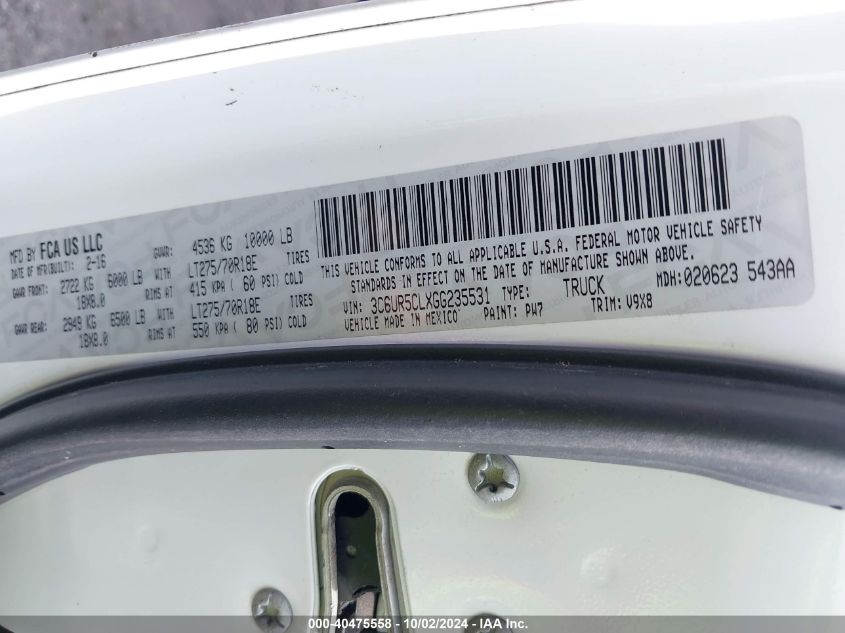 MFD BY FCA US LLC
DATE OF MFR(BUILT): 2-16 GVWR: 4536 KG 10000 LB
GAWR FRONT: 2722 KG 6000 LB WITH LT275/70R18E TIRES
18X8.0 RIMS AT 415 KPA ( 60 PSI) COLD
GAWR REAR: 2949 KG 6500 LB WITH LT275/70R18E TIRES
18X8.0 RIMS AT 550 KPA ( 80 PSI) COLD
THIS VEHICLE CONFORMS TO ALL APPLICABLE U.S.A. FEDERAL MOTOR VEHICLE SAFETY
STANDARDS IN EFFECT ON THE DATE OF MANUFACTURE SHOWN ABOVE.
VIN: 3C6UR5CLXGG235531 TYPE: TRUCK MDH:020623 543AA
VEHICLE MADE IN MEXICO PAINT: PW7 TRIM: V9X8
000-40475558 - 10/02/2024 - IAA Inc.